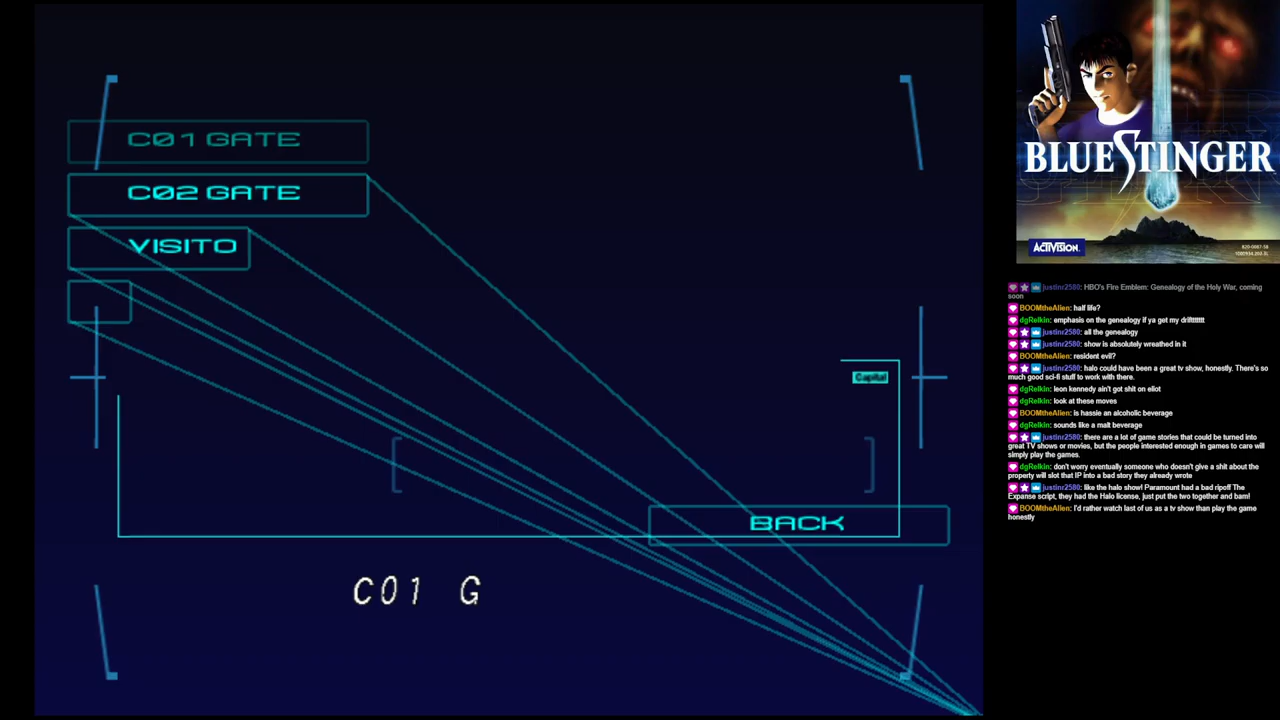 C01 GATE
C02 GATE
VISITO
Capital
BACK
C01 G
BLUE STINGER
ACTIVISION.
justinr2580: HBO's Fire Emblem: Genealogy of the Holy War, coming
soon
BOOMtheAlien: half life?
dgRelkin: emphasis on the genealogy if ya get my drifttttttt
justinr2580: all the genealogy
justinr2580: show is absolutely wreathed in it
BOOMtheAlien: resident evil?
justinr2580: halo could have been a great tv show, honestly. There's so
much good sci-fi stuff to work with there.
dgRelkin: leon kennedy ain't got shit on eliot
dgRelkin: look at these moves
BOOMtheAlien: is hassie an alcoholic beverage
dgRelkin: sounds like a malt beverage
justinr2580: there are a lot of game stories that could be turned into
great TV shows or movies, but the people interested enough in games to care will
simply play the games.
dgRelkin: don't worry eventually someone who doesn't give a shit about the
property will slot that IP into a bad story they already wrote
justinr2580: like the halo show! Paramount had a bad ripoff The
Expanse script, they had the Halo license, just put the two together and bam!
BOOMtheAlien: I'd rather watch last of us as a tv show than play the game
honestly